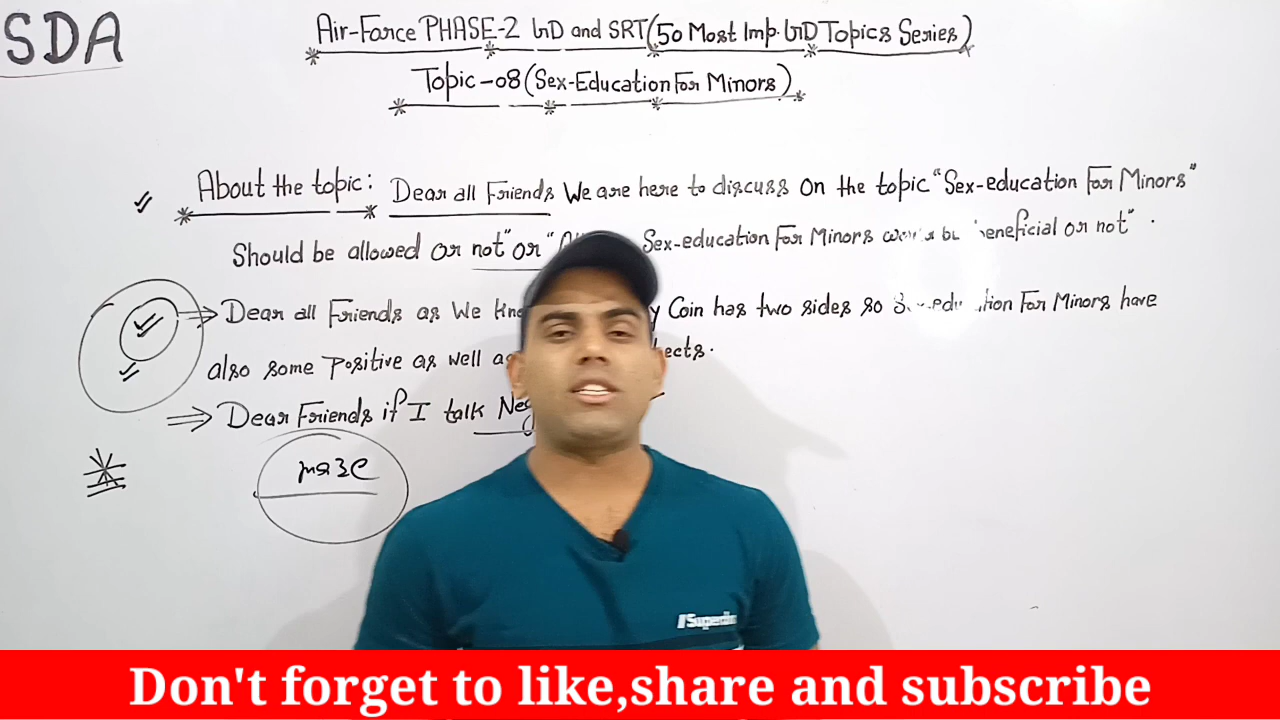 SDA
Air-Force PHASE-2 GD and SRT(50 Most Imp. GD Topics Series)
Topic-08(Sex-Education For Minors)
About the topic: Dear all Friends We are here to discuss on the topic "Sex-education For Minors"
Should be allowed or not" or " Sex-education For Minors or not".
Dear all Friends as We Coin has two sides so For Minors have
also some positive as well
Dear Friends if I talk
Don't forget to like,share and subscribe